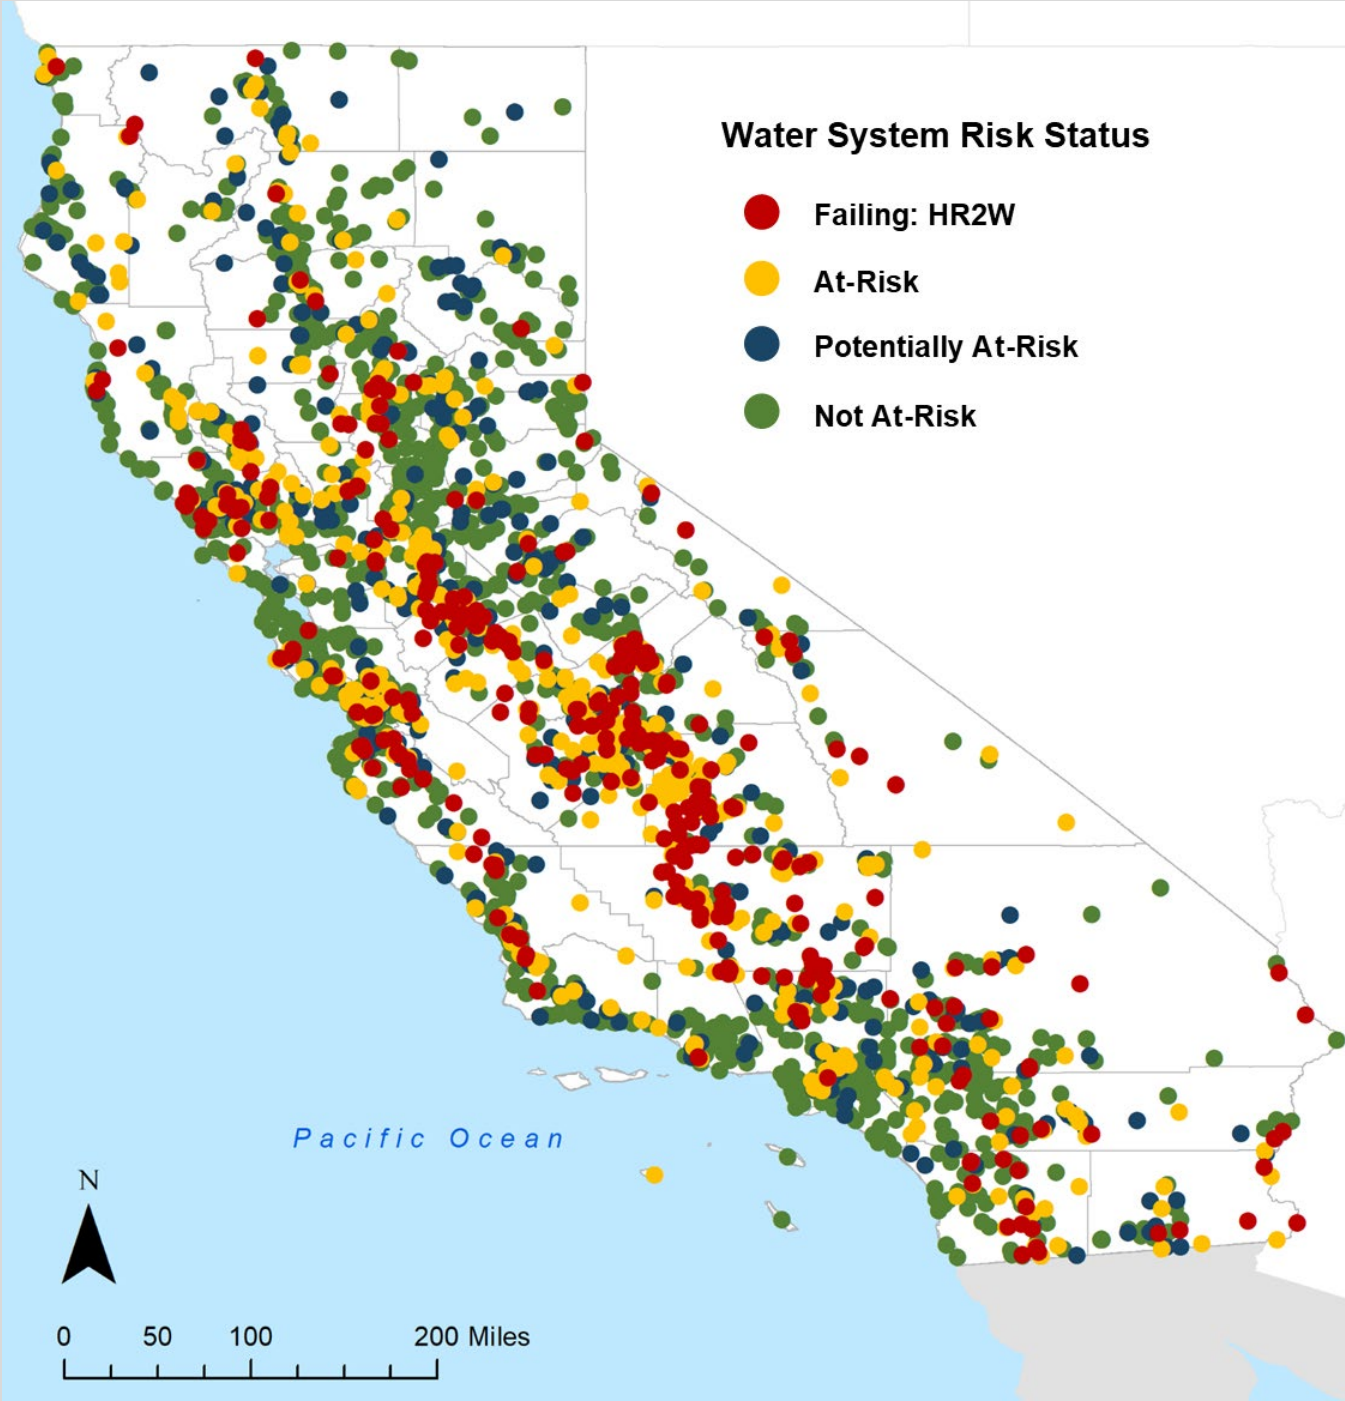 Water System Risk Status
Failing: HR2W
At-Risk
Potentially At-Risk
Not At-Risk
Pacific Ocean
N
0 50 100 200 Miles